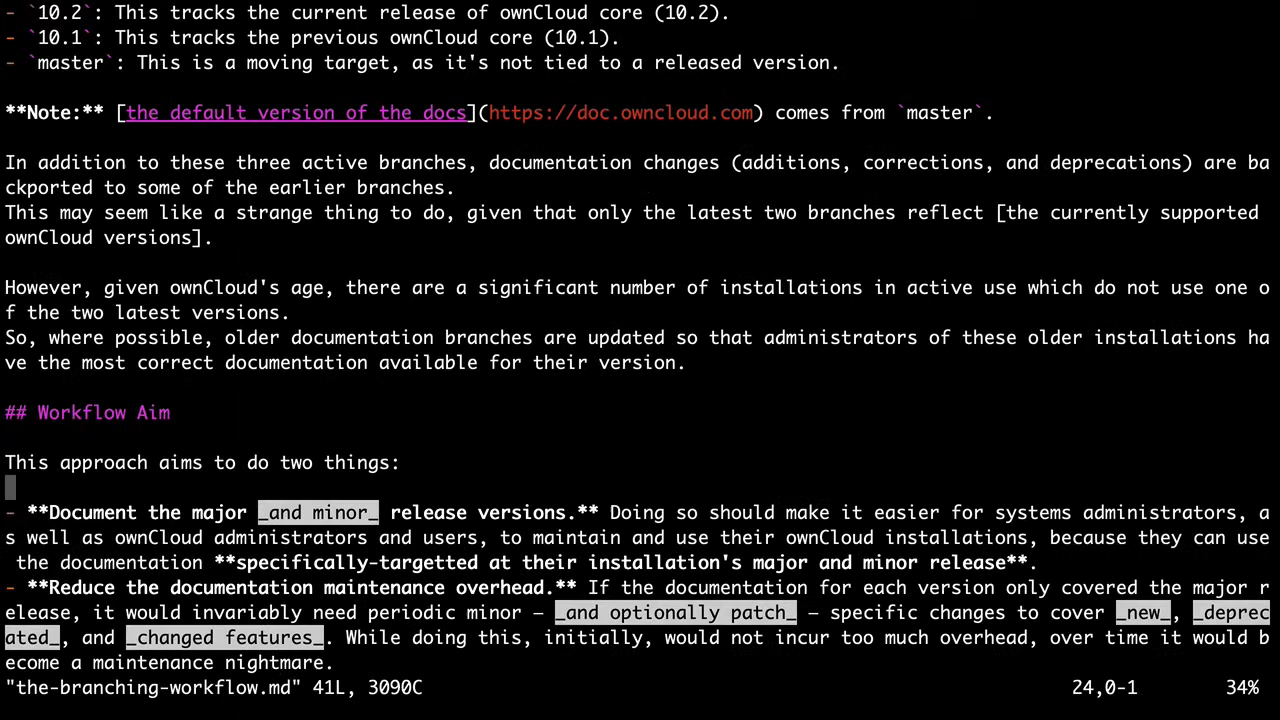 - `10.2`: This tracks the current release of ownCloud core (10.2).
- `10.1`: This tracks the previous ownCloud core (10.1).
- `master`: This is a moving target, as it's not tied to a released version.
**Note:** [the default version of the docs](https://doc.owncloud.com) comes from `master`.
In addition to these three active branches, documentation changes (additions, corrections, and deprecations) are ba
ckported to some of the earlier branches.
This may seem like a strange thing to do, given that only the latest two branches reflect [the currently supported
ownCloud versions].
However, given ownCloud's age, there are a significant number of installations in active use which do not use one o
f the two latest versions.
So, where possible, older documentation branches are updated so that administrators of these older installations ha
ve the most correct documentation available for their version.
## Workflow Aim
This approach aims to do two things:
- **Document the major _and minor_ release versions.** Doing so should make it easier for systems administrators, a
s well as ownCloud administrators and users, to maintain and use their ownCloud installations, because they can use
 the documentation **specifically-targetted at their installation's major and minor release**.
- **Reduce the documentation maintenance overhead.** If the documentation for each version only covered the major r
elease, it would invariably need periodic minor — _and optionally patch_ — specific changes to cover _new_, _deprec
ated_, and _changed features_. While doing this, initially, would not incur too much overhead, over time it would b
ecome a maintenance nightmare.
"the-branching-workflow.md" 41L, 3090C 24,0-1 34%